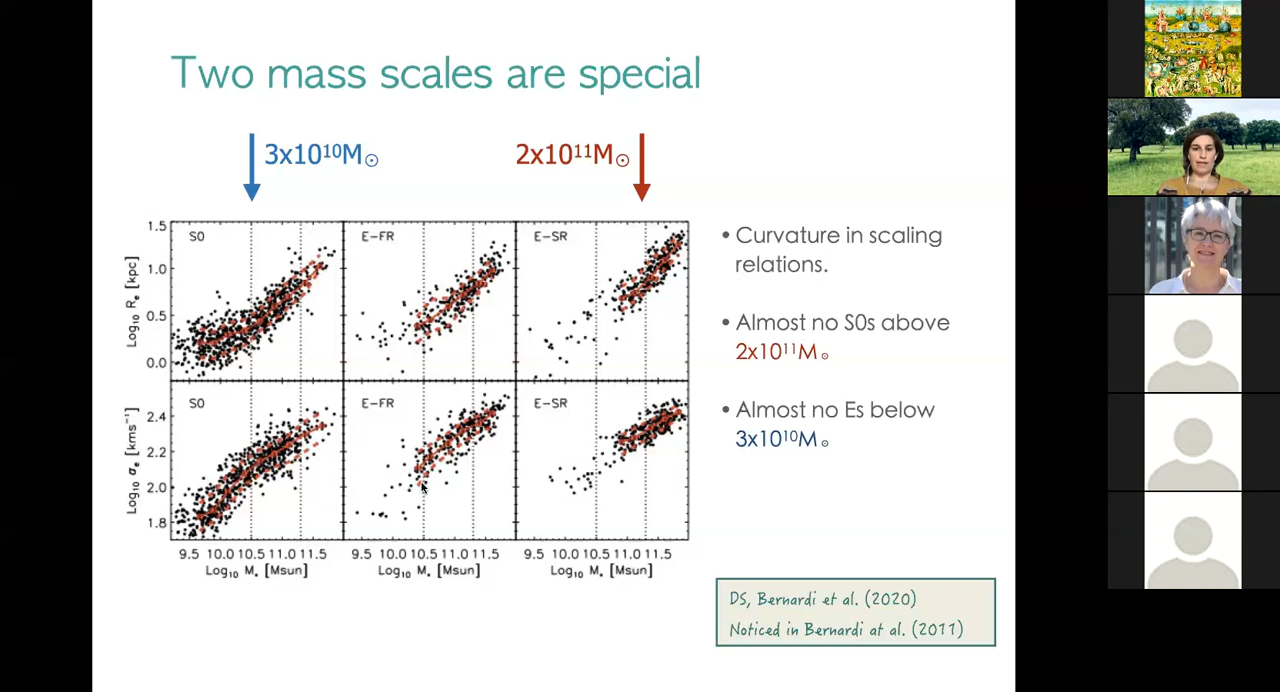 Two mass scales are special
3x10¹⁰M☉
2x10¹¹M☉
S0
E-FR
E-SR
1.5
1.0
0.5
0.0
Log₁₀ Rₑ [kpc]
S0
E-FR
E-SR
2.4
2.2
2.0
1.8
Log₁₀ σₑ [kms⁻¹]
9.5 10.0 10.5 11.0 11.5
9.5 10.0 10.5 11.0 11.5
9.5 10.0 10.5 11.0 11.5
Log₁₀ M* [Msun]
Log₁₀ M* [Msun]
Log₁₀ M* [Msun]
• Curvature in scaling
relations.
• Almost no S0s above
2x10¹¹M☉
• Almost no Es below
3x10¹⁰M☉
DS, Bernardi et al. (2020)
Noticed in Bernardi at al. (2011)